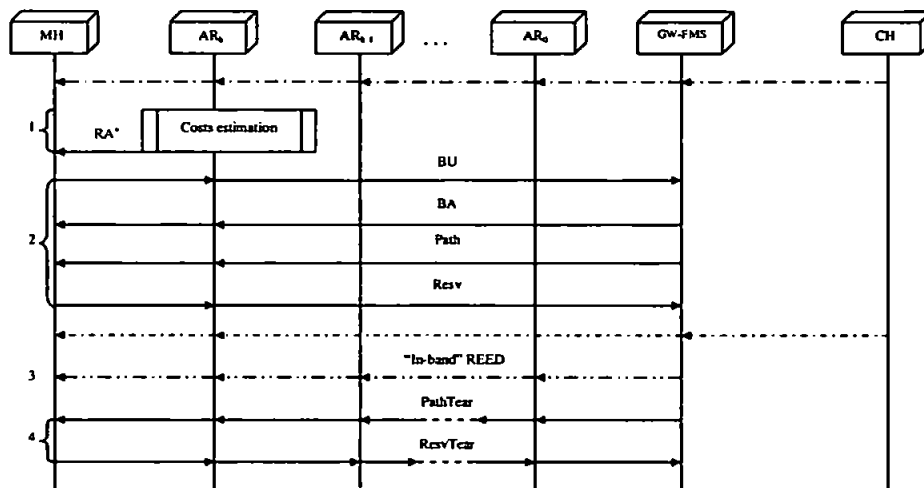 MH
AR
AR
...
AR
GW-FMS
CH
1
Costs estimation
RA*
BU
BA
2
Path
Resv
"In-band" REED
3
PathTear
4
ResvTear